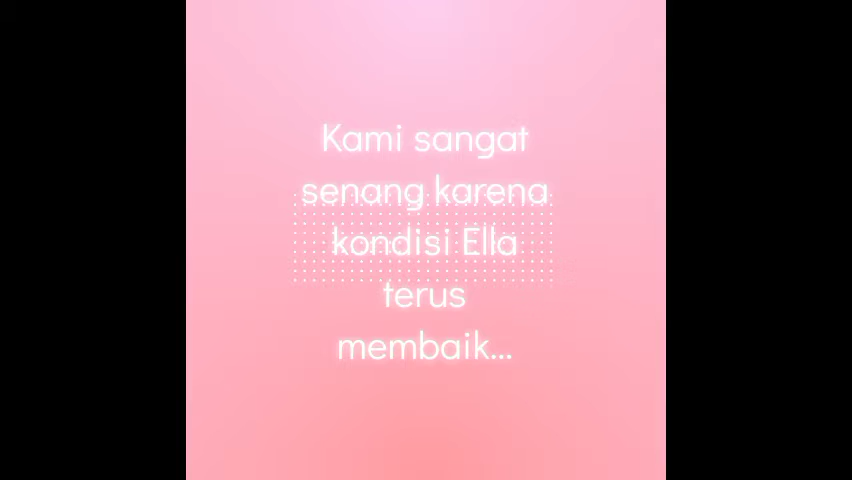 Kami sangat
senang karena
kondisi Ella
terus
membaik...